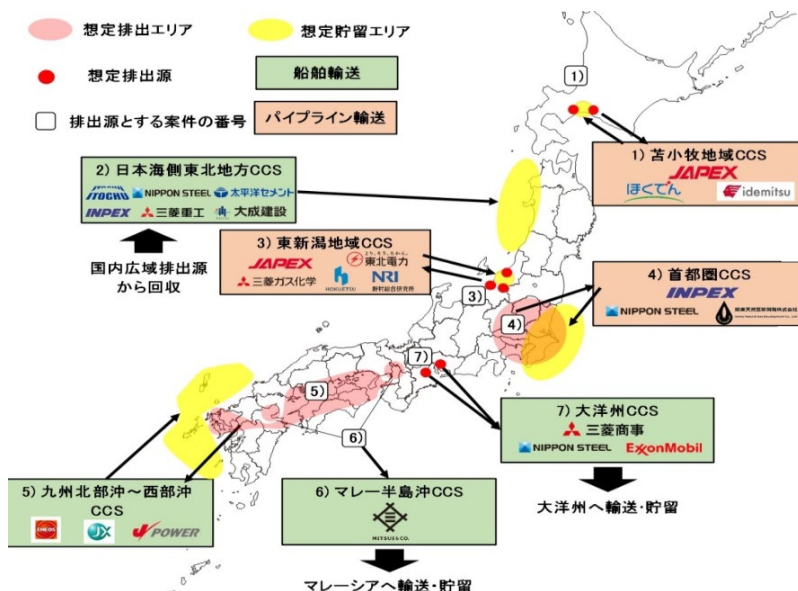 想定排出エリア
想定貯留エリア
想定排出源
船舶輸送
排出源とする案件の番号
パイプライン輸送
1)
1) 苫小牧地域CCS
JAPEX
ほくでん
idemitsu
2) 日本海側東北地方CCS
ITOCHU
NIPPON STEEL
太平洋セメント
INPEX
三菱重工
大成建設
国内広域排出源
から回収
3) 東新潟地域CCS
JAPEX
東北電力
三菱ガス化学
HOKUETSU
NRI
野村総合研究所
3)
4)
4) 首都圏CCS
INPEX
NIPPON STEEL
7)
5)
6)
7) 大洋州CCS
三菱商事
NIPPON STEEL
ExxonMobil
大洋州へ輸送・貯留
5) 九州北部沖~西部沖
CCS
ENEOS
JX
POWER
6) マレー半島沖CCS
MITSUI & CO.
マレーシアへ輸送・貯留